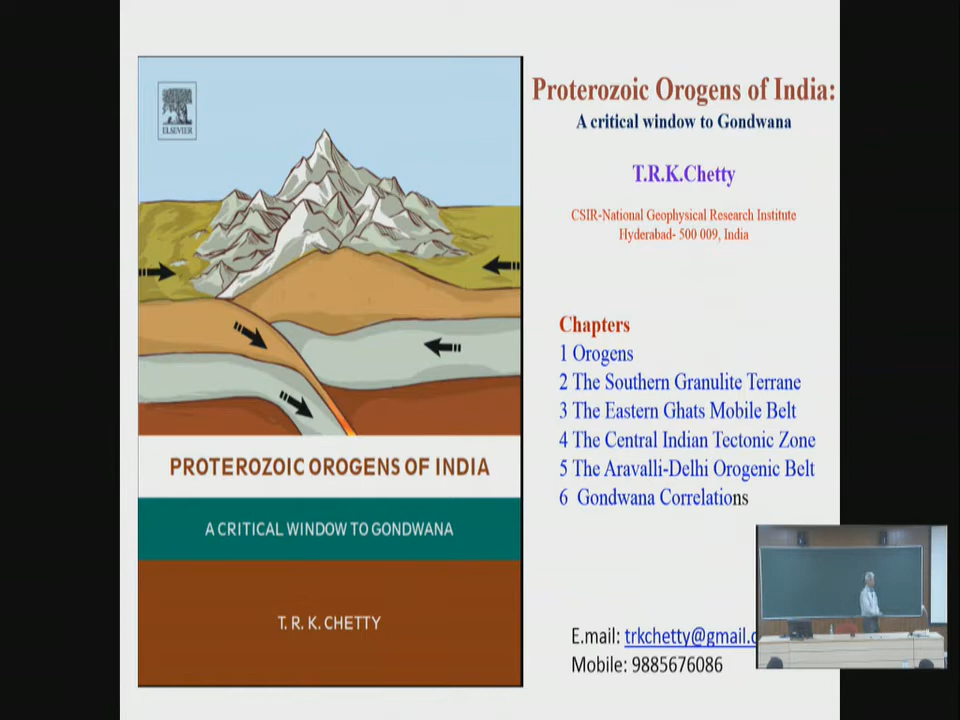 ELSEVIER
PROTEROZOIC OROGENS OF INDIA
A CRITICAL WINDOW TO GONDWANA
T. R. K. CHETTY
Proterozoic Orogens of India:
A critical window to Gondwana
T.R.K.Chetty
CSIR-National Geophysical Research Institute
Hyderabad- 500 009, India
Chapters
1 Orogens
2 The Southern Granulite Terrane
3 The Eastern Ghats Mobile Belt
4 The Central Indian Tectonic Zone
5 The Aravalli-Delhi Orogenic Belt
6 Gondwana Correlations
E.mail: trkchetty@gmail.c
Mobile: 9885676086